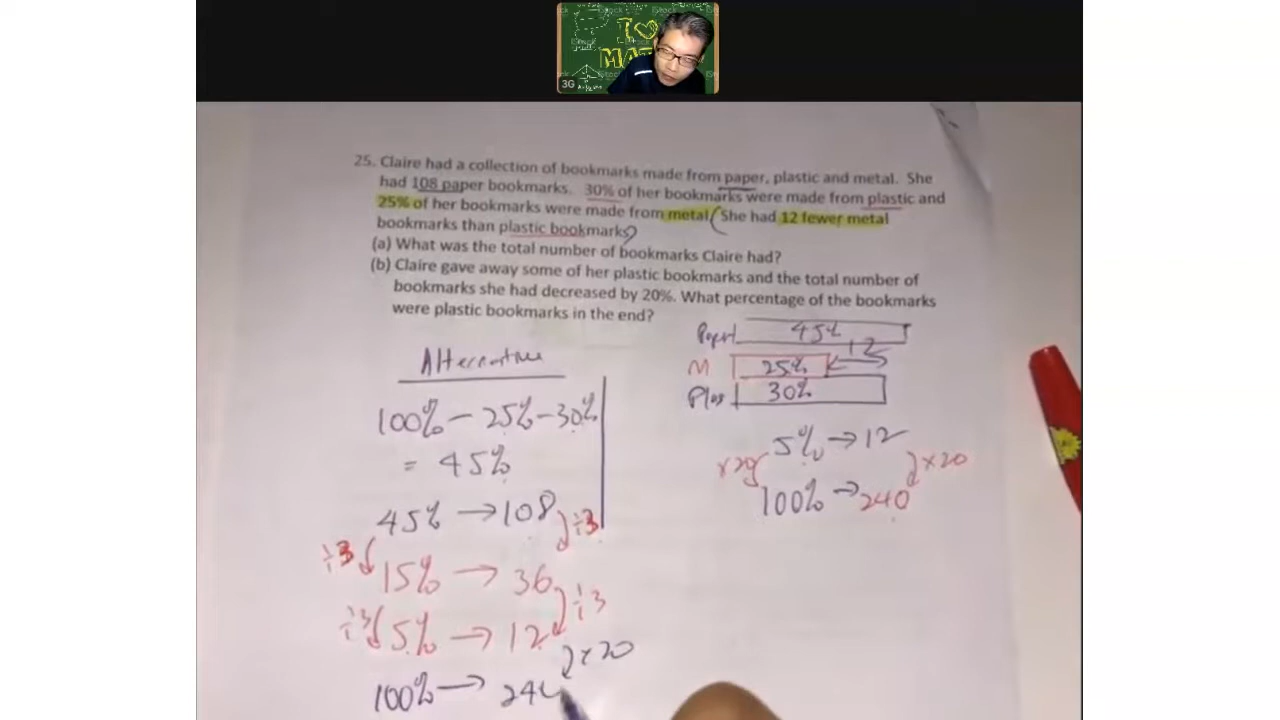 I
MAT
3G
25. Claire had a collection of bookmarks made from paper, plastic and metal. She
had 108 paper bookmarks. 30% of her bookmarks were made from plastic and
25% of her bookmarks were made from metal. She had 12 fewer metal
bookmarks than plastic bookmarks.
(a) What was the total number of bookmarks Claire had?
(b) Claire gave away some of her plastic bookmarks and the total number of
bookmarks she had decreased by 20%. What percentage of the bookmarks
were plastic bookmarks in the end?
Alternative
100% - 25% - 30%
= 45%
45% → 108
÷3 ÷3
15% → 36
÷3 ÷3
5% → 12
×20
100% → 24
45%
12
M 25%
Plas 30%
5% → 12
×20 ×20
100% → 240